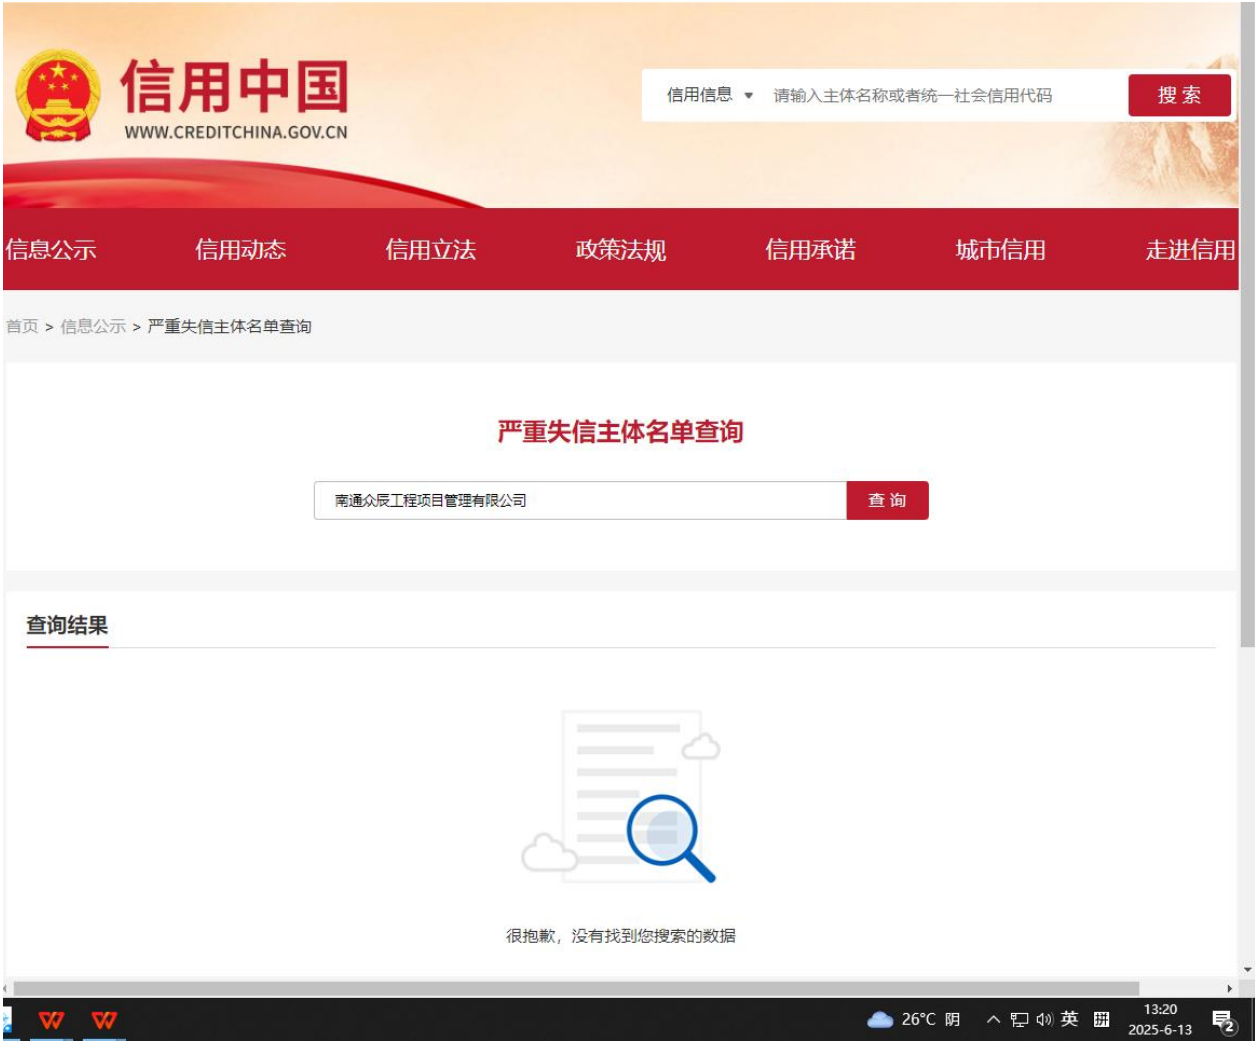 信用中国
WWW.CREDITCHINA.GOV.CN
信用信息 请输入主体名称或者统一社会信用代码 搜索
信息公示 信用动态 信用立法 政策法规 信用承诺 城市信用 走进信用
首页 > 信息公示 > 严重失信主体名单查询
严重失信主体名单查询
南通众辰工程项目管理有限公司 查询
查询结果
很抱歉，没有找到您搜索的数据
26°C 阴 英 拼 13:20
2025-6-13 2